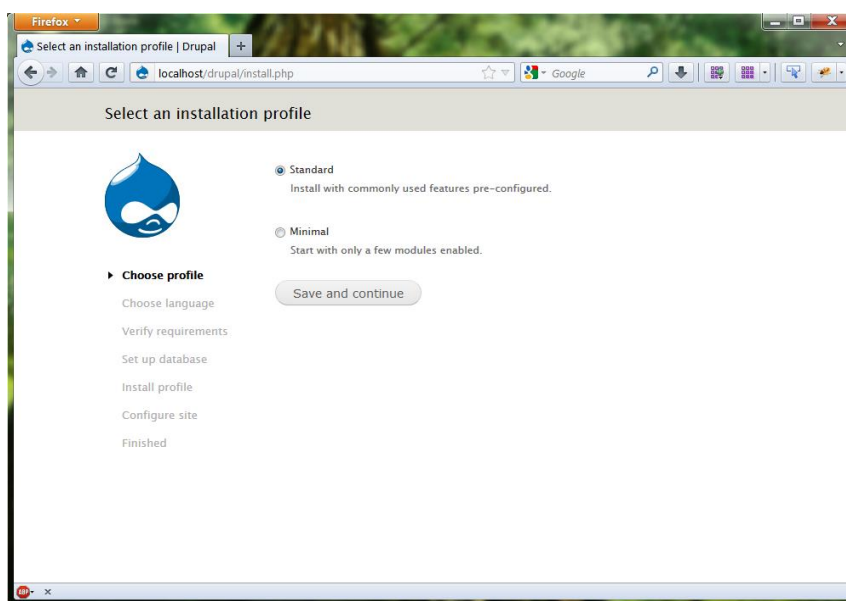 Firefox
Select an installation profile | Drupal
localhost/drupal/install.php
Google
Select an installation profile
Standard
Install with commonly used features pre-configured.
Minimal
Start with only a few modules enabled.
Save and continue
Choose profile
Choose language
Verify requirements
Set up database
Install profile
Configure site
Finished
ABP